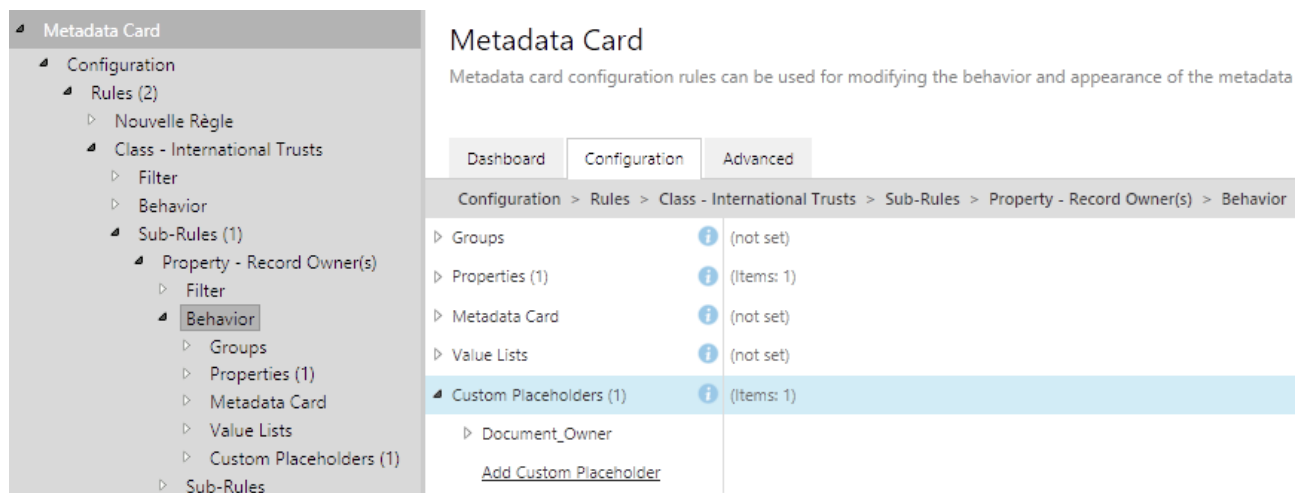 Metadata Card
Configuration
Rules (2)
Nouvelle Règle
Class - International Trusts
Filter
Behavior
Sub-Rules (1)
Property - Record Owner(s)
Filter
Behavior
Groups
Properties (1)
Metadata Card
Value Lists
Custom Placeholders (1)
Sub-Rules
Metadata Card
Metadata card configuration rules can be used for modifying the behavior and appearance of the metadata
Dashboard Configuration Advanced
Configuration > Rules > Class - International Trusts > Sub-Rules > Property - Record Owner(s) > Behavior
Groups (not set)
Properties (1) (Items: 1)
Metadata Card (not set)
Value Lists (not set)
Custom Placeholders (1) (Items: 1)
Document_Owner
Add Custom Placeholder